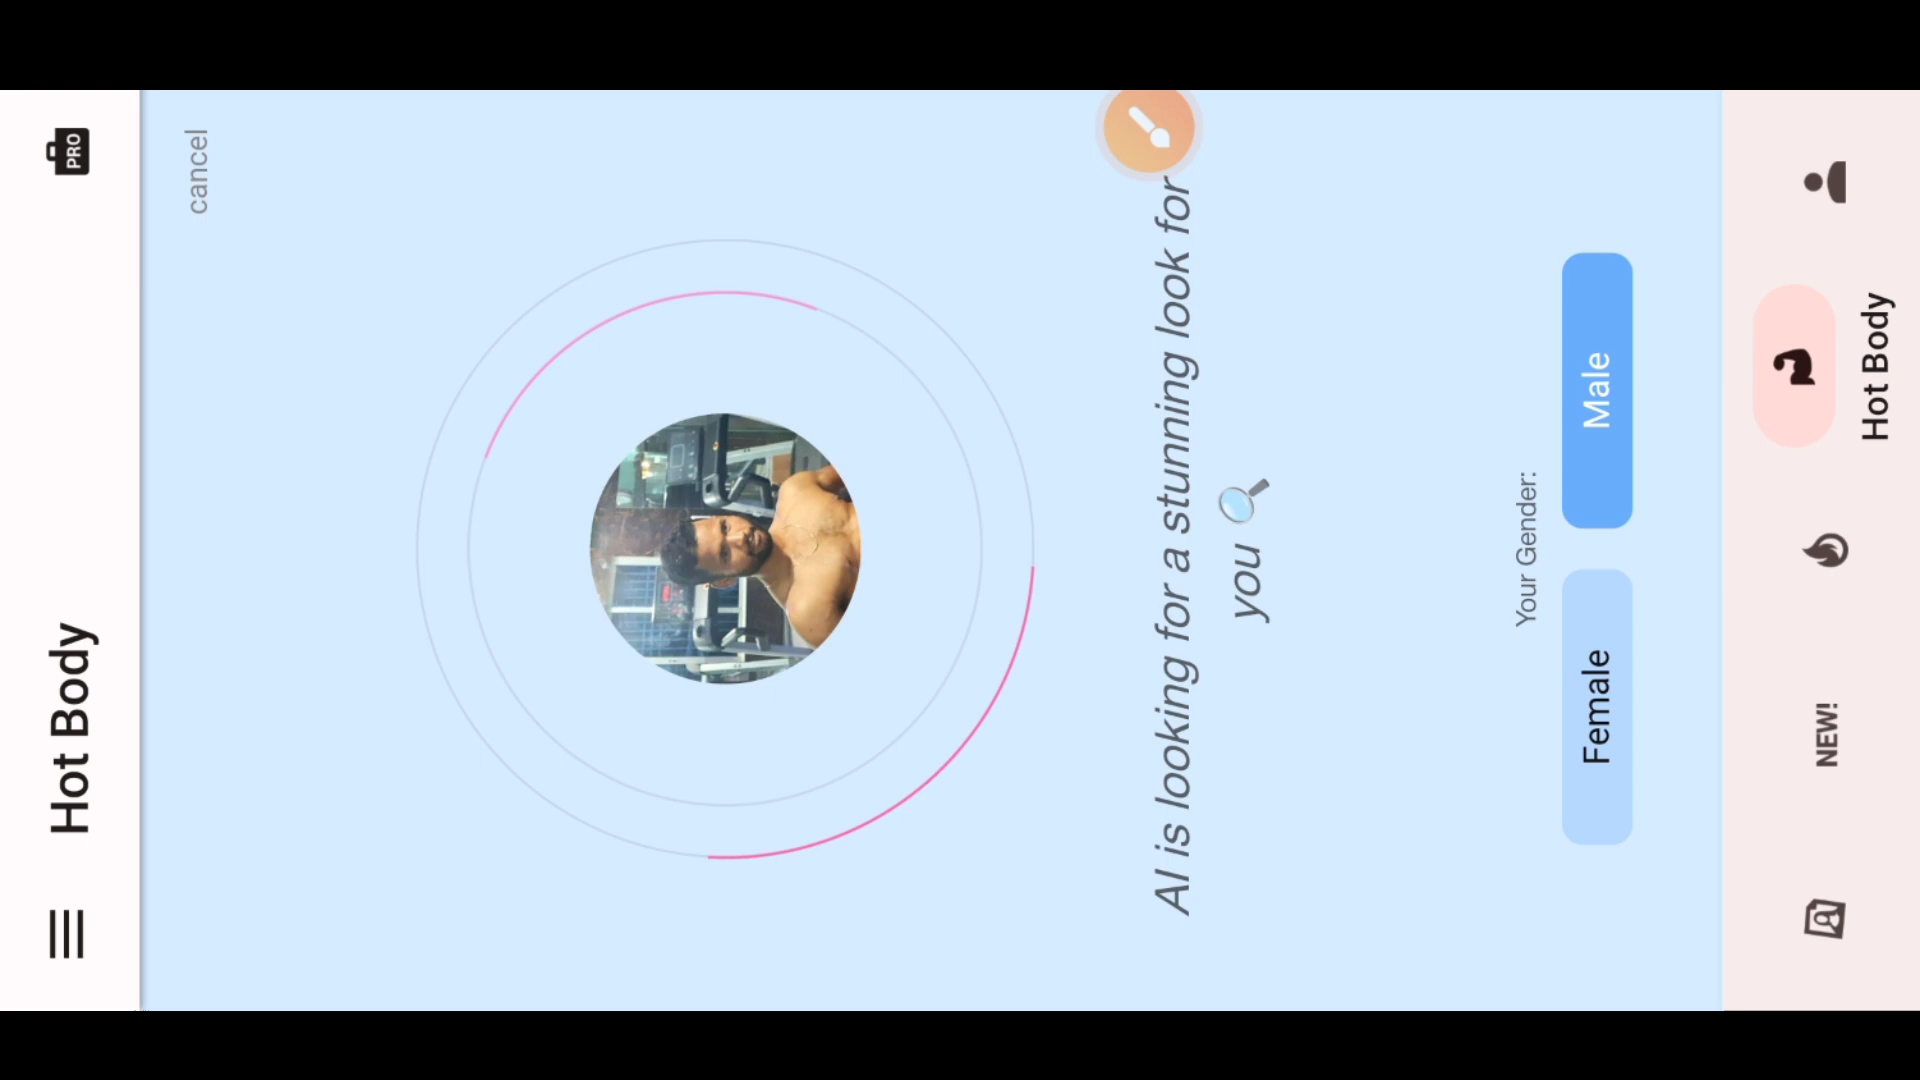 Hot Body
PRO
cancel
AI is looking for a stunning look for
you
Your Gender:
Female
Male
NEW!
Hot Body